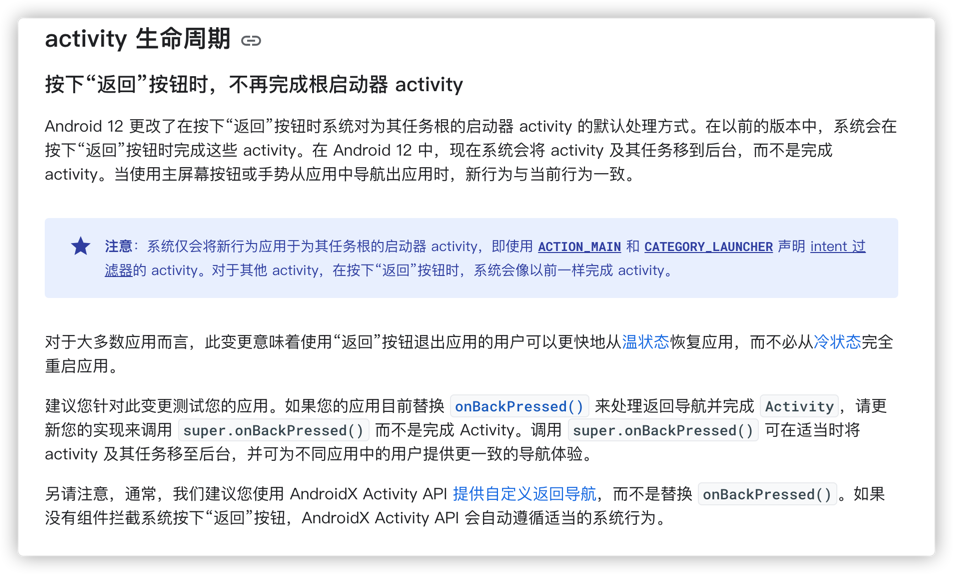 activity 生命周期
按下“返回”按钮时，不再完成根启动器 activity
Android 12 更改了在按下“返回”按钮时系统对为其任务根的启动器 activity 的默认处理方式。在以前的版本中，系统会在
按下“返回”按钮时完成这些 activity。在 Android 12 中，现在系统会将 activity 及其任务移到后台，而不是完成
activity。当使用主屏幕按钮或手势从应用中导航出应用时，新行为与当前行为一致。
注意：系统仅会将新行为应用于为其任务根的启动器 activity，即使用 ACTION_MAIN 和 CATEGORY_LAUNCHER 声明 intent 过
滤器的 activity。对于其他 activity，在按下“返回”按钮时，系统会像以前一样完成 activity。
对于大多数应用而言，此变更意味着使用“返回”按钮退出应用的用户可以更快地从温状态恢复应用，而不必从冷状态完全
重启应用。
建议您针对此变更测试您的应用。如果您的应用目前替换 onBackPressed() 来处理返回导航并完成 Activity，请更
新您的实现来调用 super.onBackPressed() 而不是完成 Activity。调用 super.onBackPressed() 可在适当时将
activity 及其任务移至后台，并可为不同应用中的用户提供更一致的导航体验。
另请注意，通常，我们建议您使用 AndroidX Activity API 提供自定义返回导航，而不是替换 onBackPressed()。如果
没有组件拦截系统按下“返回”按钮，AndroidX Activity API 会自动遵循适当的系统行为。